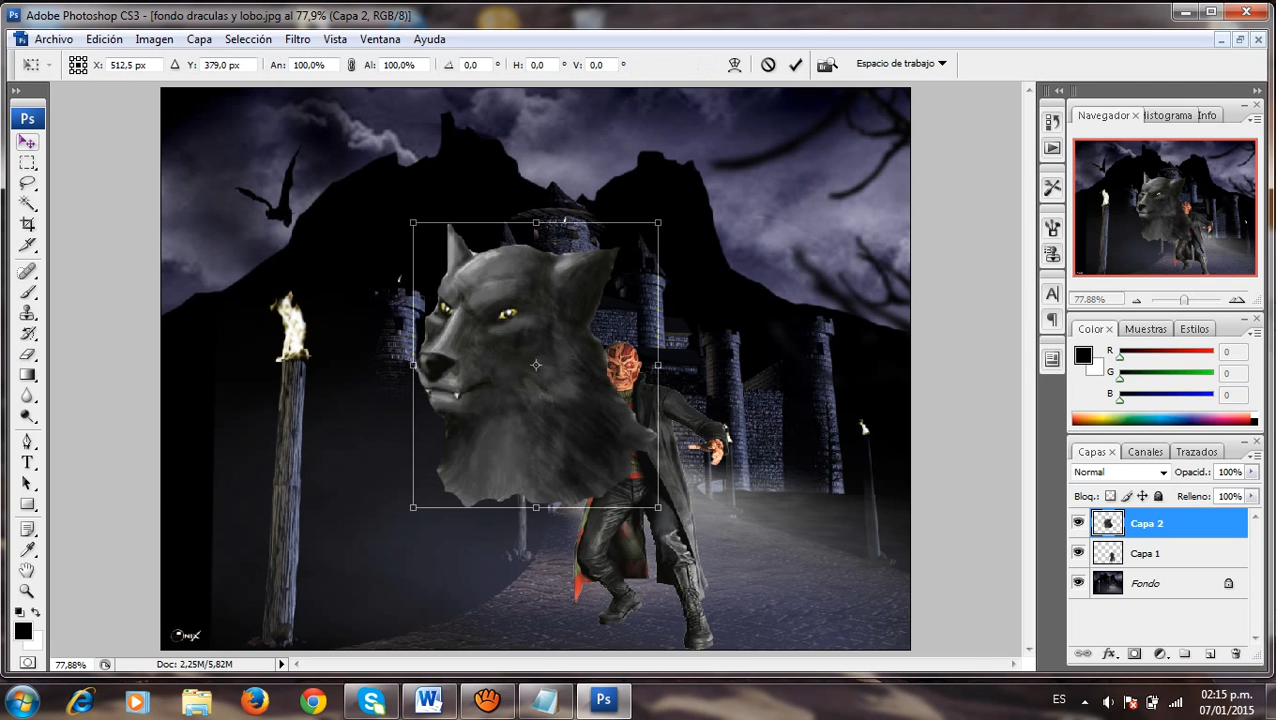 Adobe Photoshop CS3 - [fondo draculas y lobo.jpg al 77,9% (Capa 2, RGB/8)]
Archivo Edición Imagen Capa Selección Filtro Vista Ventana Ayuda
X: 512,5 px Y: 379,0 px An: 100,0% Al: 100,0% 0,0 ° H: 0,0 ° V: 0,0 ° Espacio de trabajo
Ps
Navegador Histograma Info
77.88%
Color Muestras Estilos
R 0
G 0
B 0
Capas Canales Trazados
Normal Opacid.: 100%
Bloq.: Relleno: 100%
Capa 2
Capa 1
Fondo
77,88% Doc: 2,25M/5,82M
ES 02:15 p.m.
07/01/2015